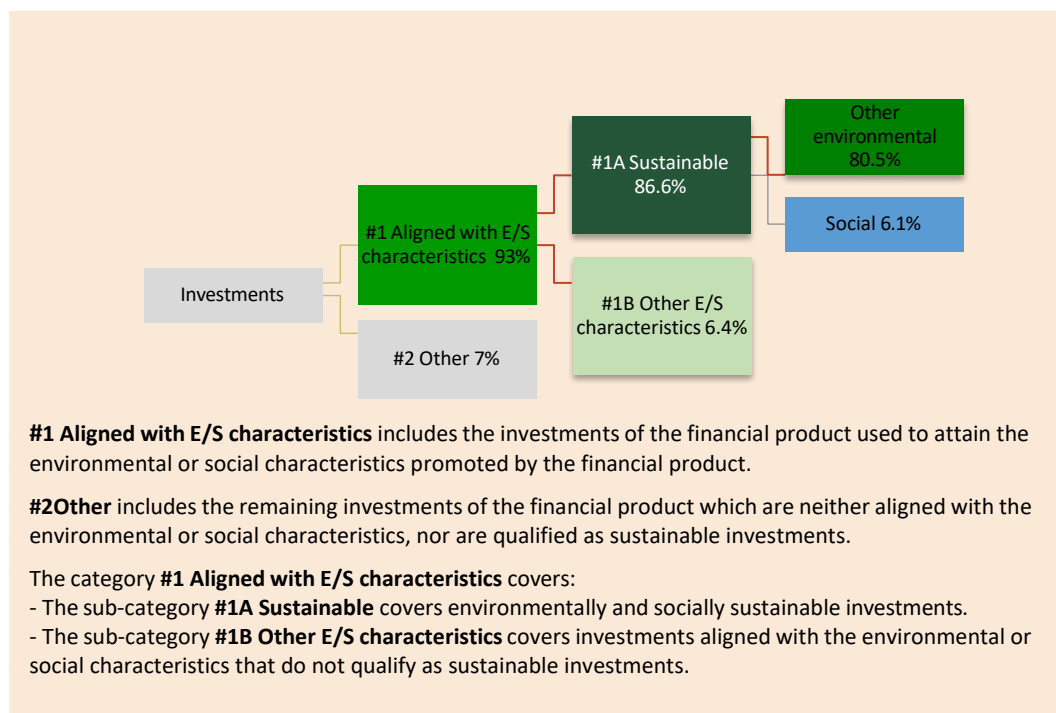 Other
environmental
80.5%
#1A Sustainable
86.6%
Social 6.1%
#1 Aligned with E/S
characteristics 93%
Investments
#1B Other E/S
characteristics 6.4%
#2 Other 7%
#1 Aligned with E/S characteristics includes the investments of the financial product used to attain the
environmental or social characteristics promoted by the financial product.
#2Other includes the remaining investments of the financial product which are neither aligned with the
environmental or social characteristics, nor are qualified as sustainable investments.
The category #1 Aligned with E/S characteristics covers:
- The sub-category #1A Sustainable covers environmentally and socially sustainable investments.
- The sub-category #1B Other E/S characteristics covers investments aligned with the environmental or
social characteristics that do not qualify as sustainable investments.